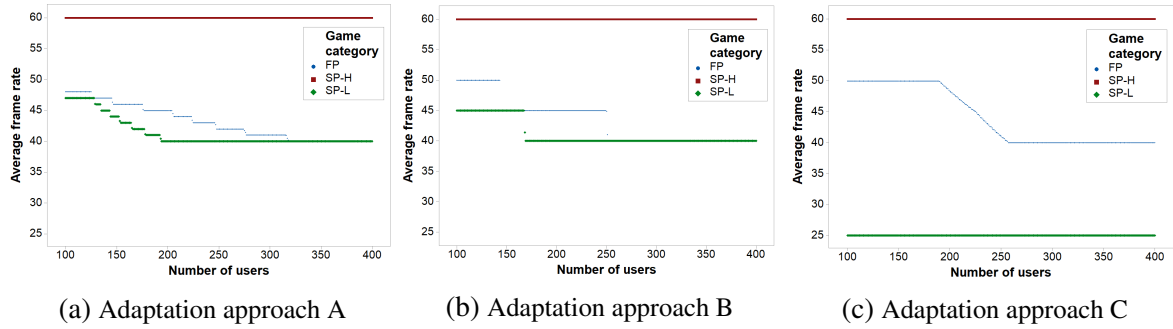 60
55
50
45
40
35
30
25
Average frame rate
Game
category
FP
SP-H
SP-L
100 150 200 250 300 350 400
Number of users
(a) Adaptation approach A
60
55
50
45
40
35
30
25
Average frame rate
Game
category
FP
SP-H
SP-L
100 150 200 250 300 350 400
Number of users
(b) Adaptation approach B
60
55
50
45
40
35
30
25
Average frame rate
Game
category
FP
SP-H
SP-L
100 150 200 250 300 350 400
Number of users
(c) Adaptation approach C